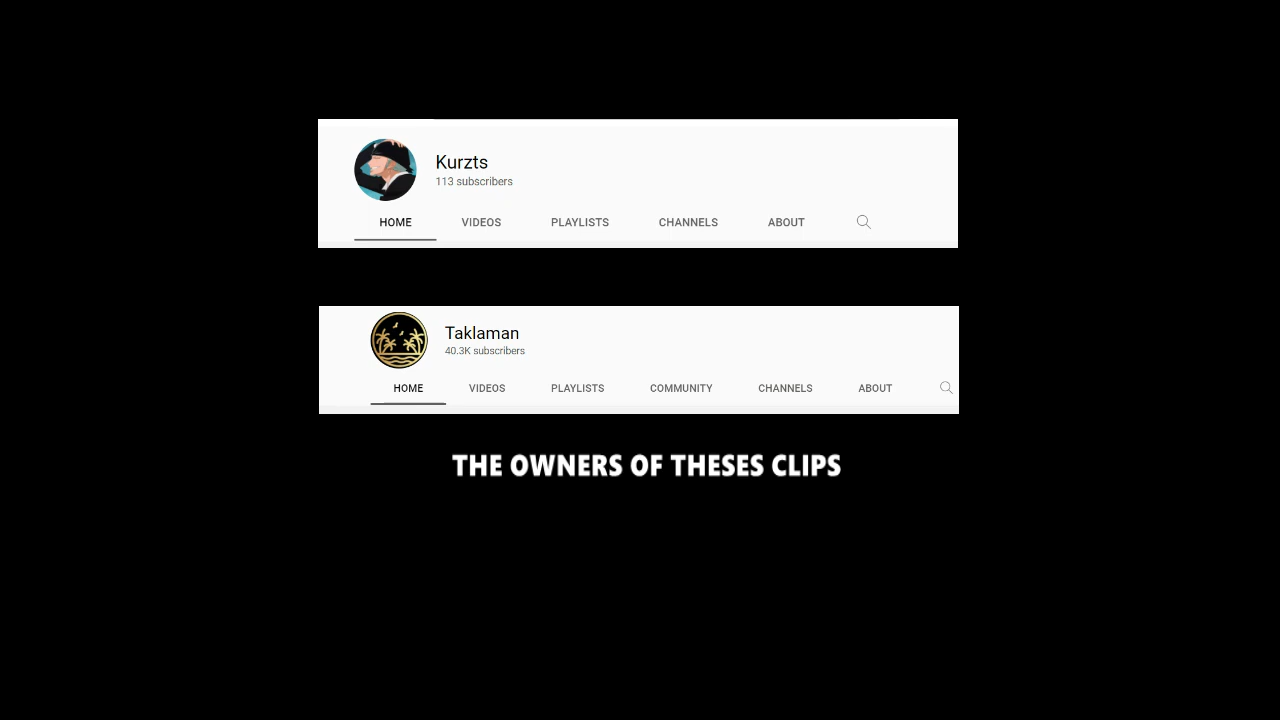 Kurzts
113 subscribers
HOME VIDEOS PLAYLISTS CHANNELS ABOUT
Taklaman
40.3K subscribers
HOME VIDEOS PLAYLISTS COMMUNITY CHANNELS ABOUT
THE OWNERS OF THESES CLIPS